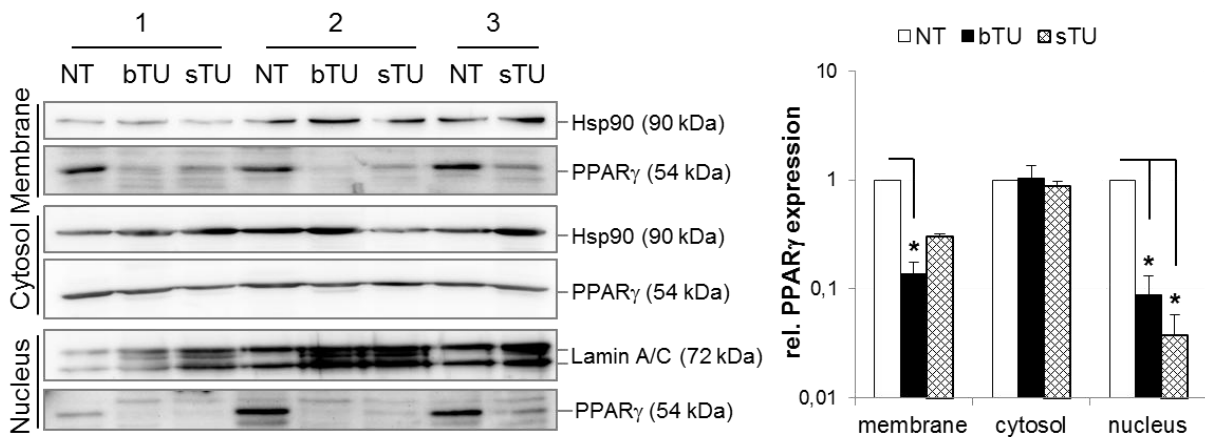 1 2 3
NT bTU sTU NT bTU sTU NT sTU
Membrane
Hsp90 (90 kDa)
PPARγ (54 kDa)
Cytosol
Hsp90 (90 kDa)
PPARγ (54 kDa)
Nucleus
Lamin A/C (72 kDa)
PPARγ (54 kDa)
NT bTU sTU
rel. PPARγ expression
10
1
0,1
0,01
* * *
membrane cytosol nucleus